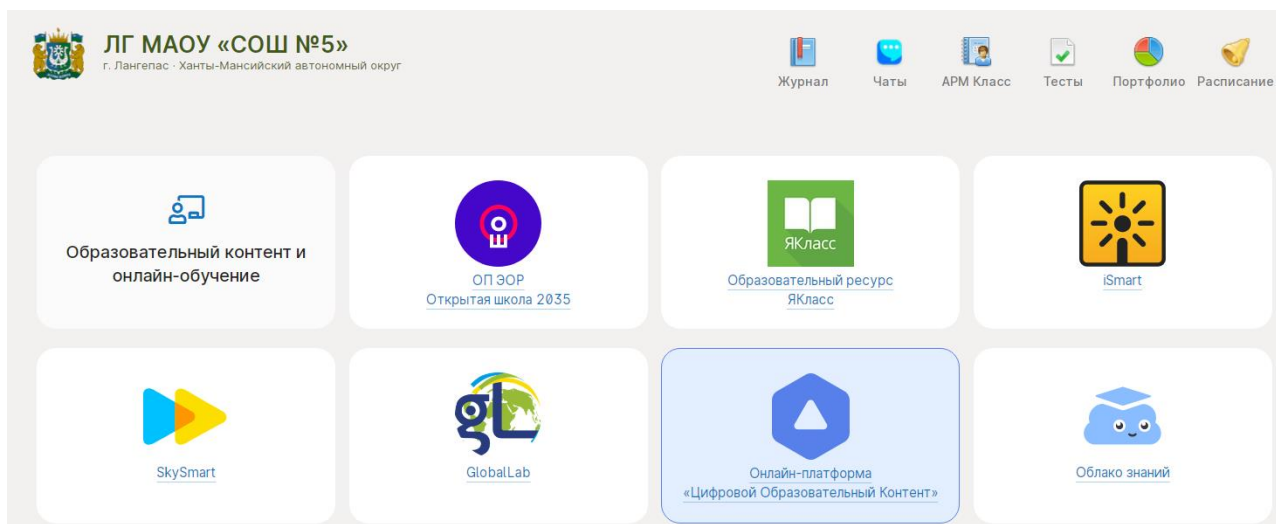 ЛГ МАОУ «СОШ №5»
г. Лангепас · Ханты-Мансийский автономный округ
Журнал
Чаты
АРМ Класс
Тесты
Портфолио
Расписание
Образовательный контент и
онлайн-обучение
ош
ОП ЭОР
Открытая школа 2035
ЯКласс
Образовательный ресурс
ЯКласс
iSmart
SkySmart
gL
GlobalLab
Онлайн-платформа
«Цифровой Образовательный Контент»
Облако знаний